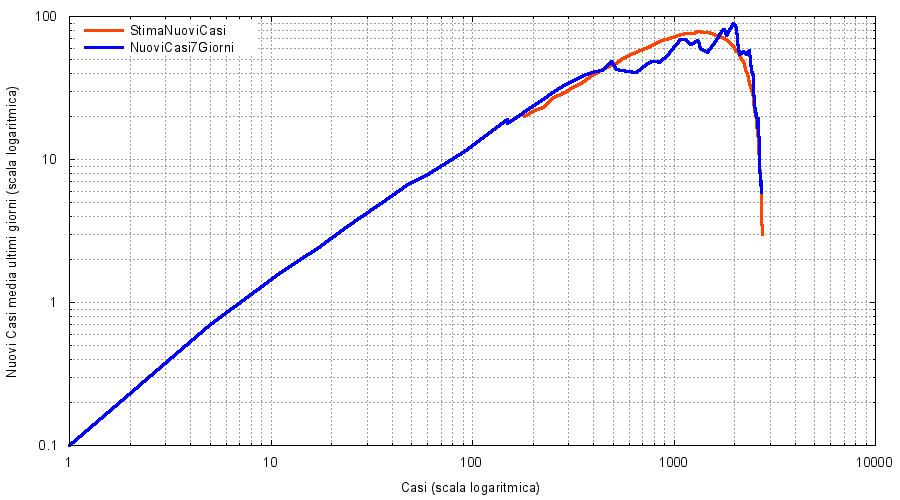 100
10
1
0.1
StimaNuoviCasi
NuoviCasi7Giorni
Nuovi Casi media ultimi giorni (scala logaritmica)
1 10 100 1000 10000
Casi (scala logaritmica)